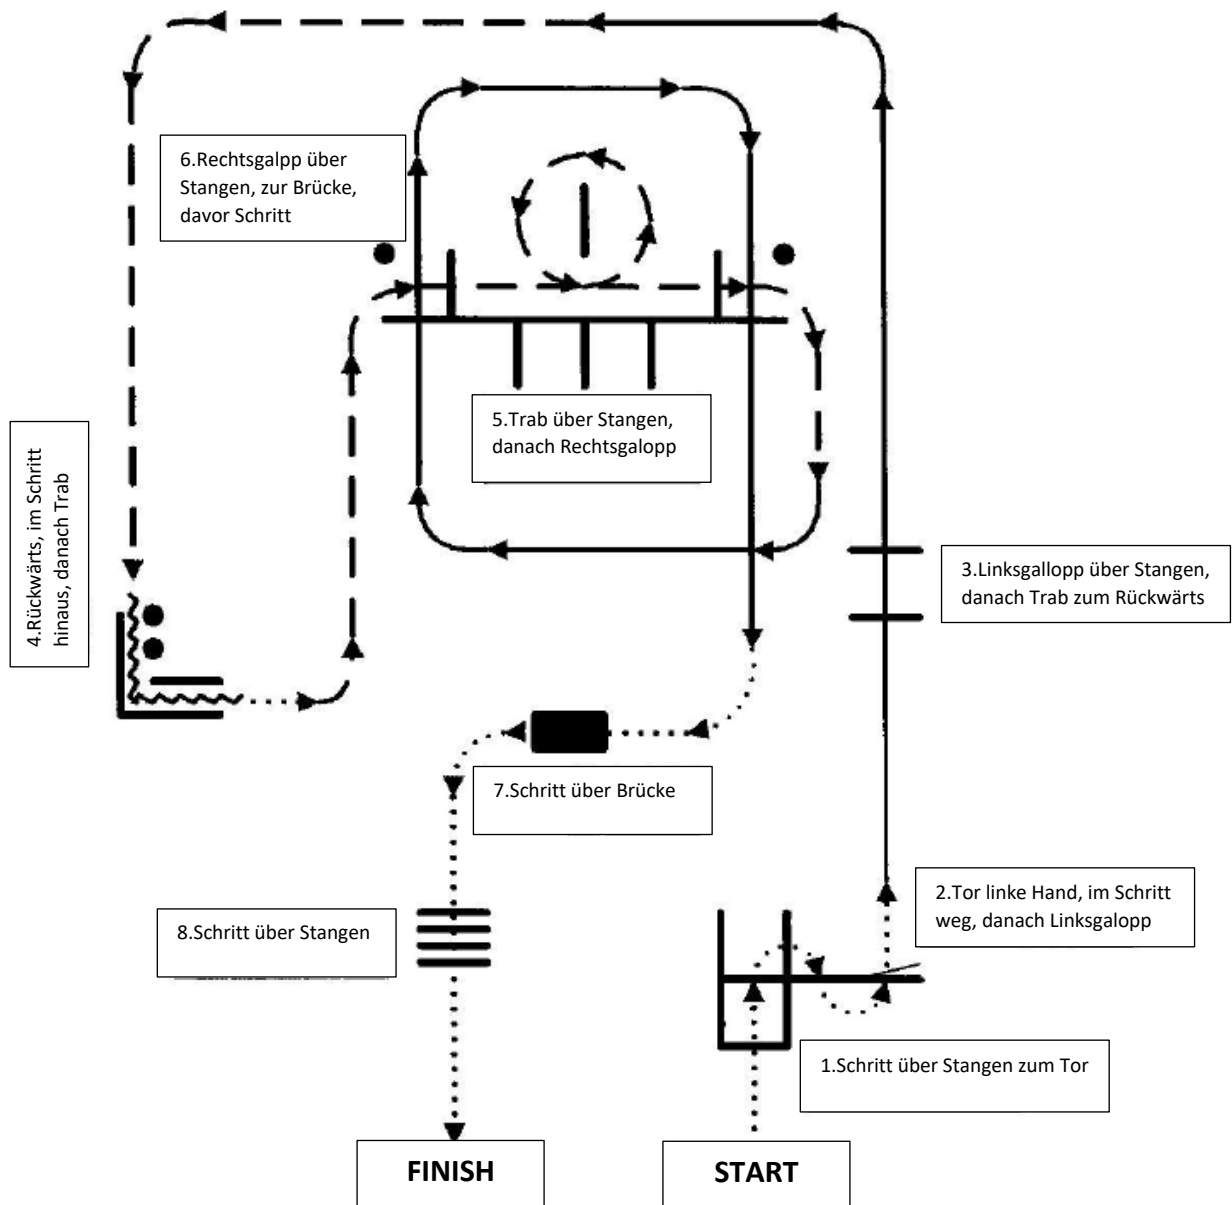 6.Rechtsgalpp über
Stangen, zur Brücke,
davor Schritt
5.Trab über Stangen,
danach Rechtsgalopp
4.Rückwärts, im Schritt
hinaus, danach Trab
3.Linksgallopp über Stangen,
danach Trab zum Rückwärts
7.Schritt über Brücke
2.Tor linke Hand, im Schritt
weg, danach Linksgalopp
8.Schritt über Stangen
1.Schritt über Stangen zum Tor
FINISH
START